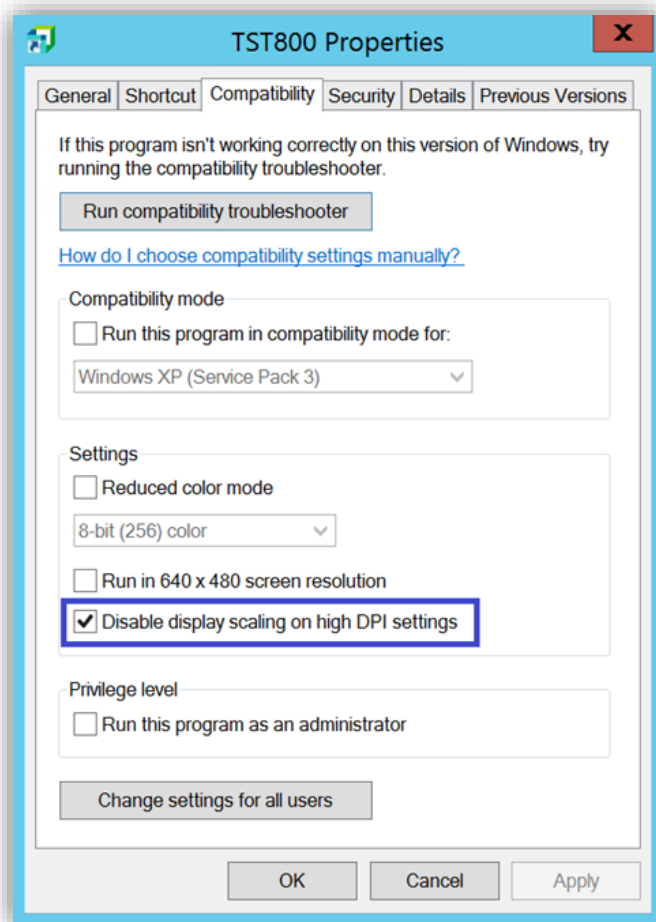 TST800 Properties
X
General Shortcut Compatibility Security Details Previous Versions
If this program isn't working correctly on this version of Windows, try
running the compatibility troubleshooter.
Run compatibility troubleshooter
How do I choose compatibility settings manually?
Compatibility mode
Run this program in compatibility mode for:
Windows XP (Service Pack 3)
Settings
Reduced color mode
8-bit (256) color
Run in 640 x 480 screen resolution
Disable display scaling on high DPI settings
Privilege level
Run this program as an administrator
Change settings for all users
OK Cancel Apply